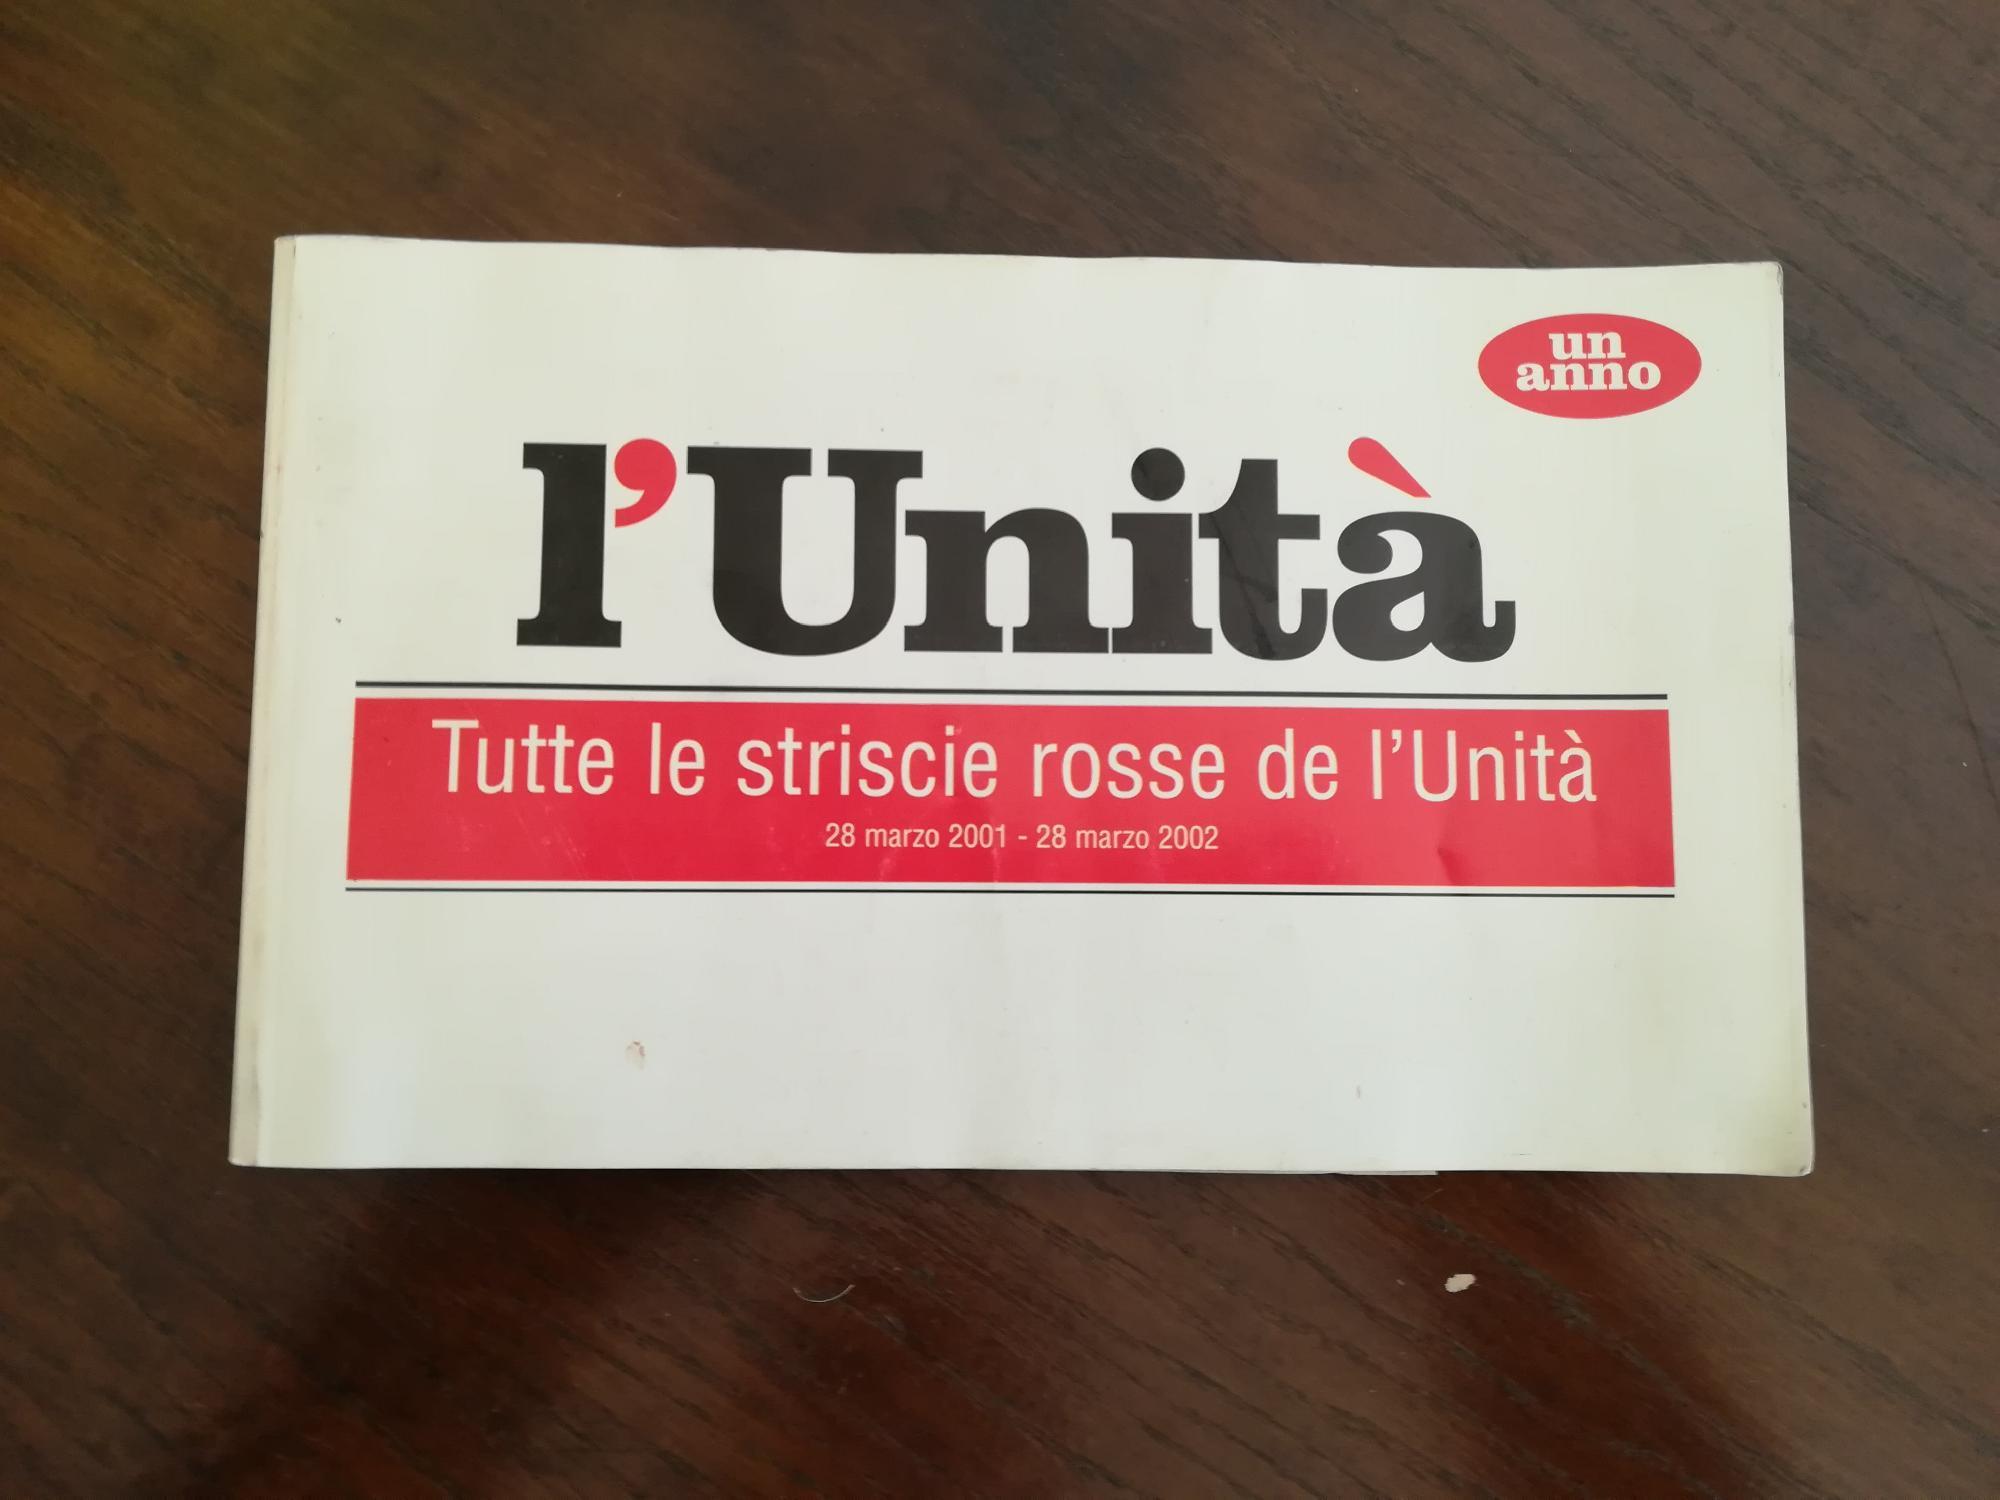 un
anno
l'Unità
Tutte le striscie rosse de l'Unità
28 marzo 2001 - 28 marzo 2002